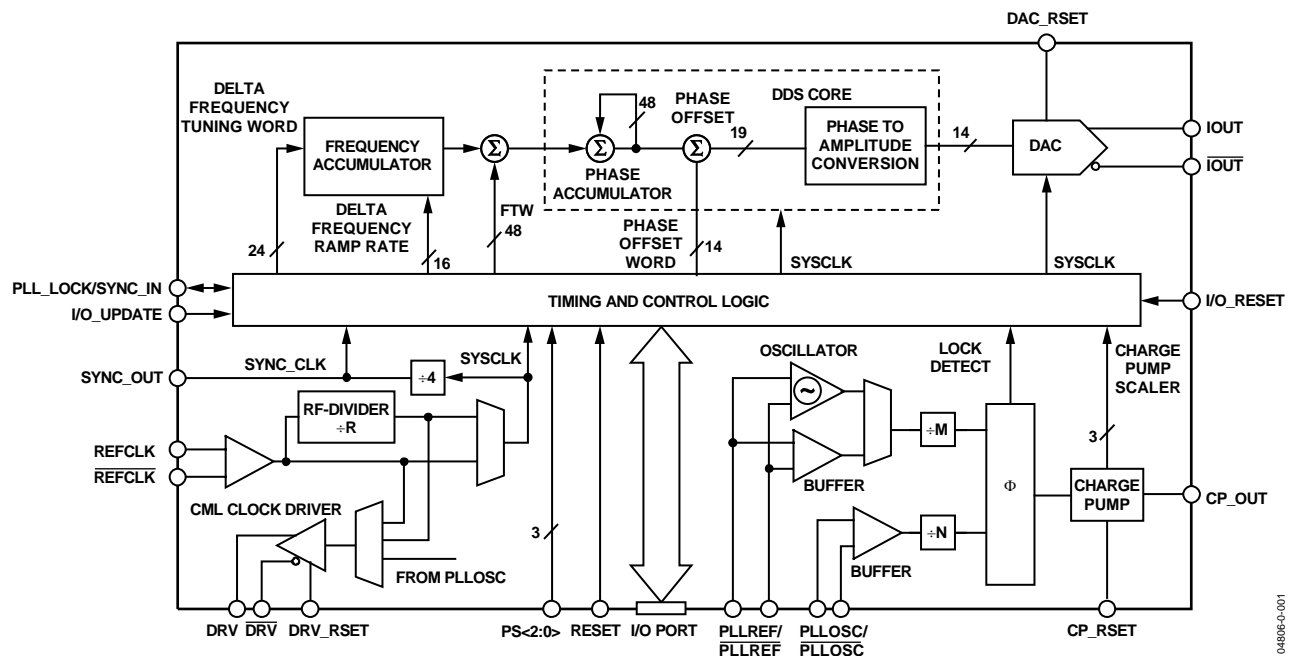 DAC_RSET
DELTA
FREQUENCY
TUNING WORD
FREQUENCY
ACCUMULATOR
Σ
48
PHASE
OFFSET
DDS CORE
Σ
PHASE
ACCUMULATOR
Σ
19
PHASE TO
AMPLITUDE
CONVERSION
14
DAC
IOUT
IOUT
DELTA
FREQUENCY
RAMP RATE
24
16
FTW
48
PHASE
OFFSET
WORD
14
SYSCLK
SYSCLK
PLL_LOCK/SYNC_IN
I/O_UPDATE
TIMING AND CONTROL LOGIC
I/O_RESET
SYNC_OUT
SYNC_CLK
÷4
SYSCLK
OSCILLATOR
~
LOCK
DETECT
CHARGE
PUMP
SCALER
RF-DIVIDER
÷R
REFCLK
REFCLK
÷M
BUFFER
3
Φ
CHARGE
PUMP
CP_OUT
CML CLOCK DRIVER
FROM PLLOSC
3
÷N
BUFFER
DRV
DRV
DRV_RSET
PS<2:0>
RESET
I/O PORT
PLLREF/
PLLREF
PLLOSC/
PLLOSC
CP_RSET
04806-0-001